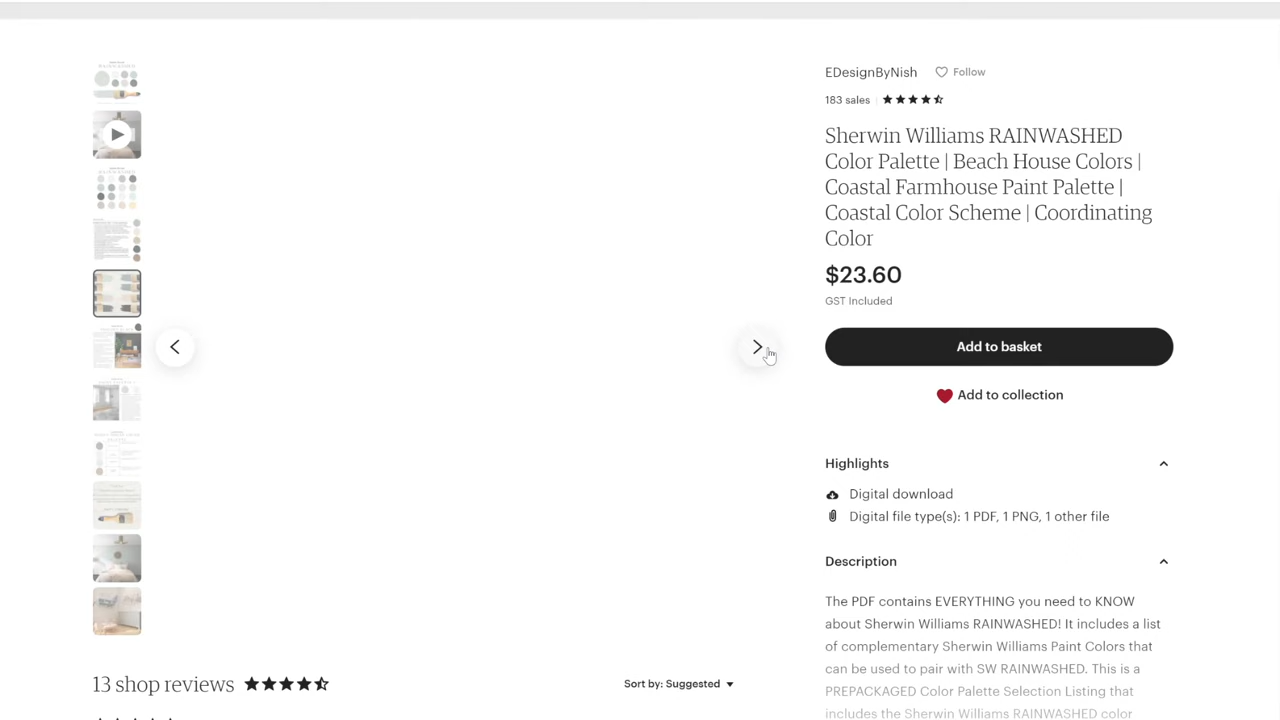 EDesignByNish
Follow
183 sales
Sherwin Williams RAINWASHED
Color Palette | Beach House Colors |
Coastal Farmhouse Paint Palette |
Coastal Color Scheme | Coordinating
Color
$23.60
GST Included
Add to basket
Add to collection
Highlights
Digital download
Digital file type(s): 1 PDF, 1 PNG, 1 other file
Description
The PDF contains EVERYTHING you need to KNOW
about Sherwin Williams RAINWASHED! It includes a list
of complementary Sherwin Williams Paint Colors that
can be used to pair with SW RAINWASHED. This is a
PREPACKAGED Color Palette Selection Listing that
includes the Sherwin Williams RAINWASHED color
13 shop reviews
Sort by: Suggested